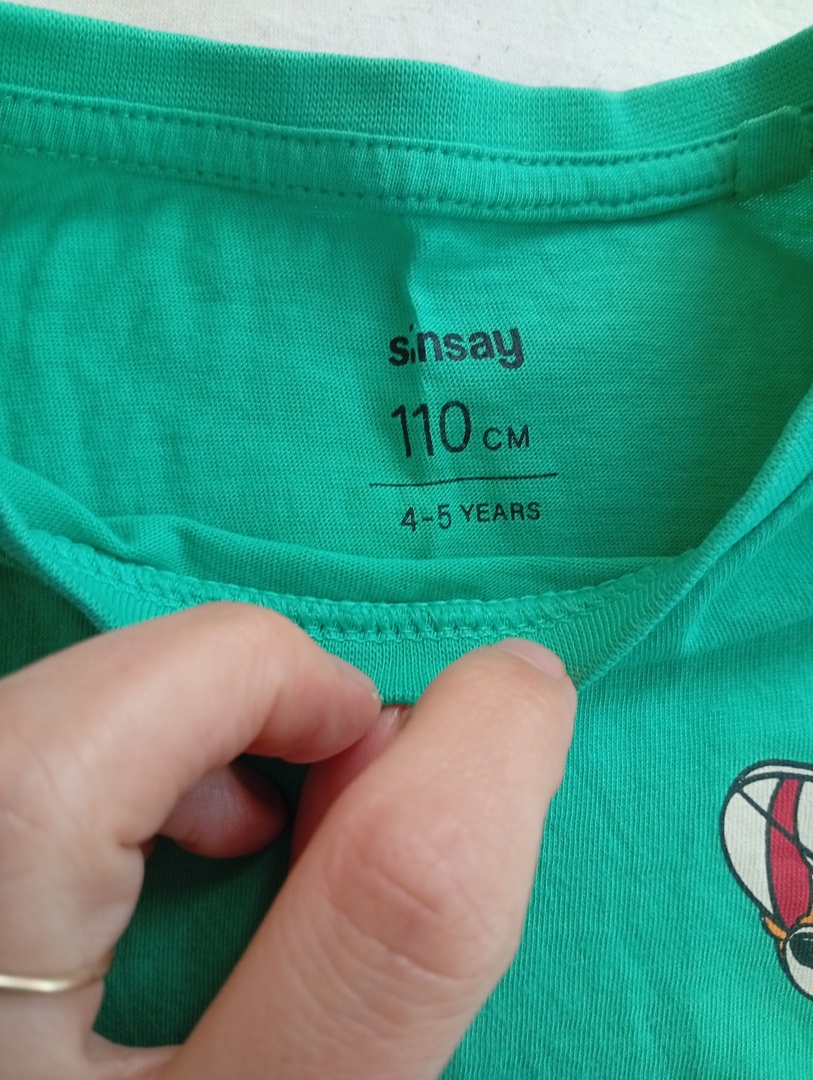 sinsay
110 CM
4-5 YEARS